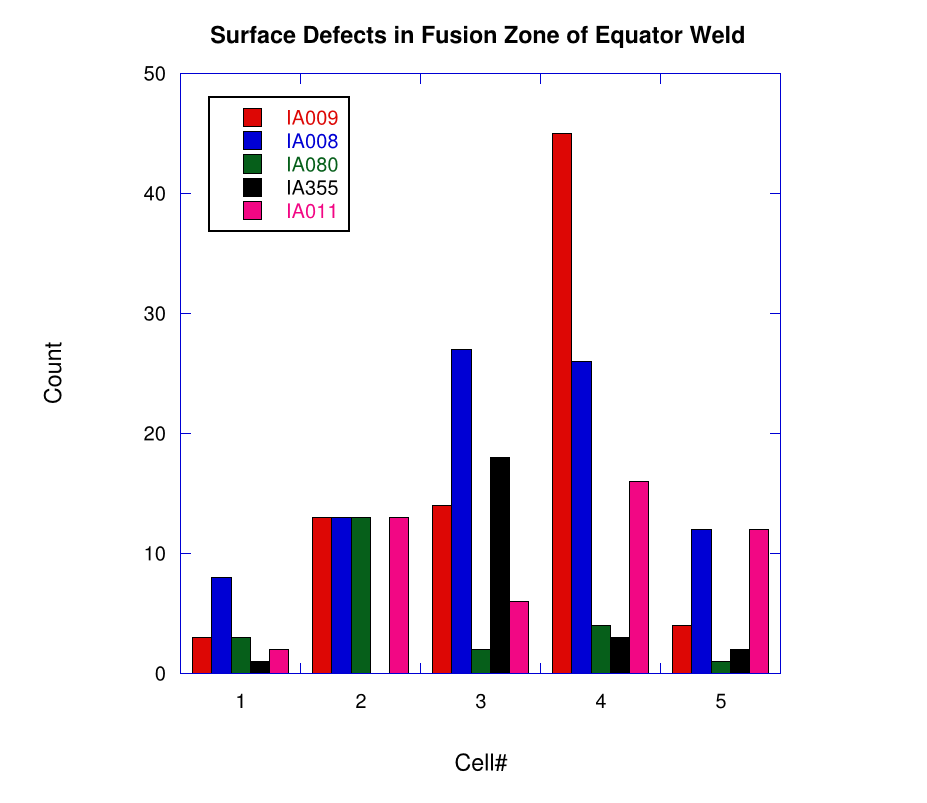 Surface Defects in Fusion Zone of Equator Weld
50
40
30
20
10
0
IA009
IA008
IA080
IA355
IA011
Count
1 2 3 4 5
Cell#